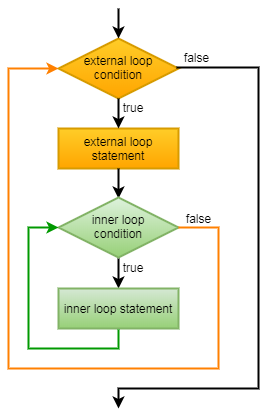 external loop
condition
false
true
external loop
statement
inner loop
condition
false
true
inner loop statement